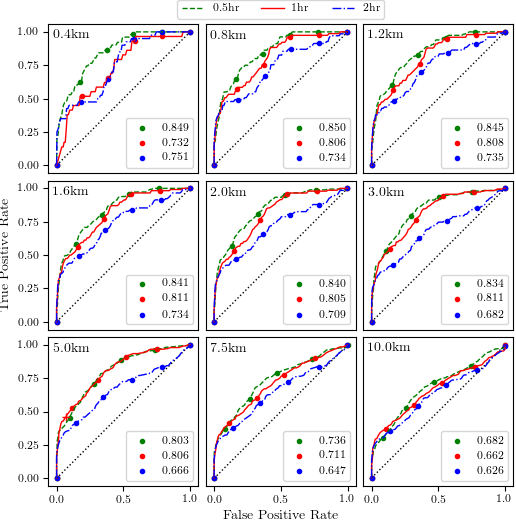 0.5hr 1hr 2hr
0.4km 0.8km 1.2km
1.00
0.75
0.50
0.25
0.00
0.849 0.850 0.845
0.732 0.806 0.808
0.751 0.734 0.735
True Positive Rate
1.6km 2.0km 3.0km
1.00
0.75
0.50
0.25
0.00
0.841 0.840 0.834
0.811 0.805 0.811
0.734 0.709 0.682
5.0km 7.5km 10.0km
1.00
0.75
0.50
0.25
0.00
0.803 0.736 0.682
0.806 0.711 0.662
0.666 0.647 0.626
0.0 0.5 1.0 0.0 0.5 1.0 0.0 0.5 1.0
False Positive Rate